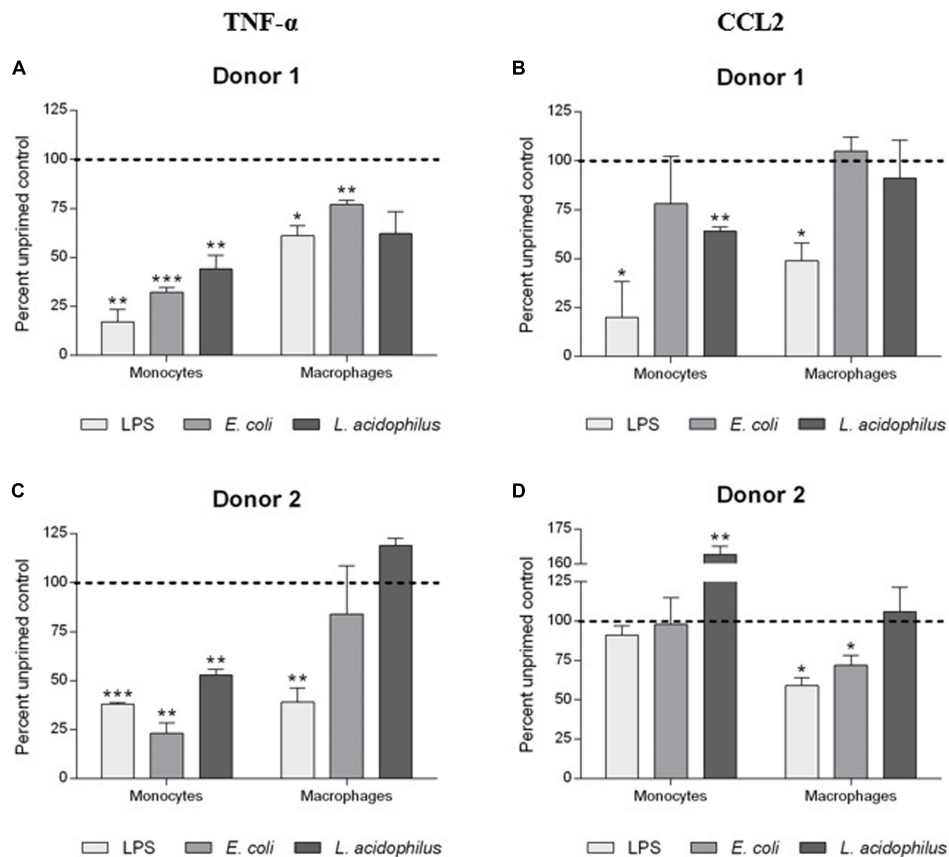 TNF-α
CCL2
A
Donor 1
Percent unprimed control
125
100
75
50
25
0
**
***
**
*
**
Monocytes
Macrophages
LPS
E. coli
L. acidophilus
B
Donor 1
Percent unprimed control
125
100
75
50
25
0
*
**
*
Monocytes
Macrophages
LPS
E. coli
L. acidophilus
C
Donor 2
Percent unprimed control
125
100
75
50
25
0
***
**
**
**
Monocytes
Macrophages
LPS
E. coli
L. acidophilus
D
Donor 2
Percent unprimed control
175
160
125
100
75
50
25
0
**
*
*
Monocytes
Macrophages
LPS
E. coli
L. acidophilus